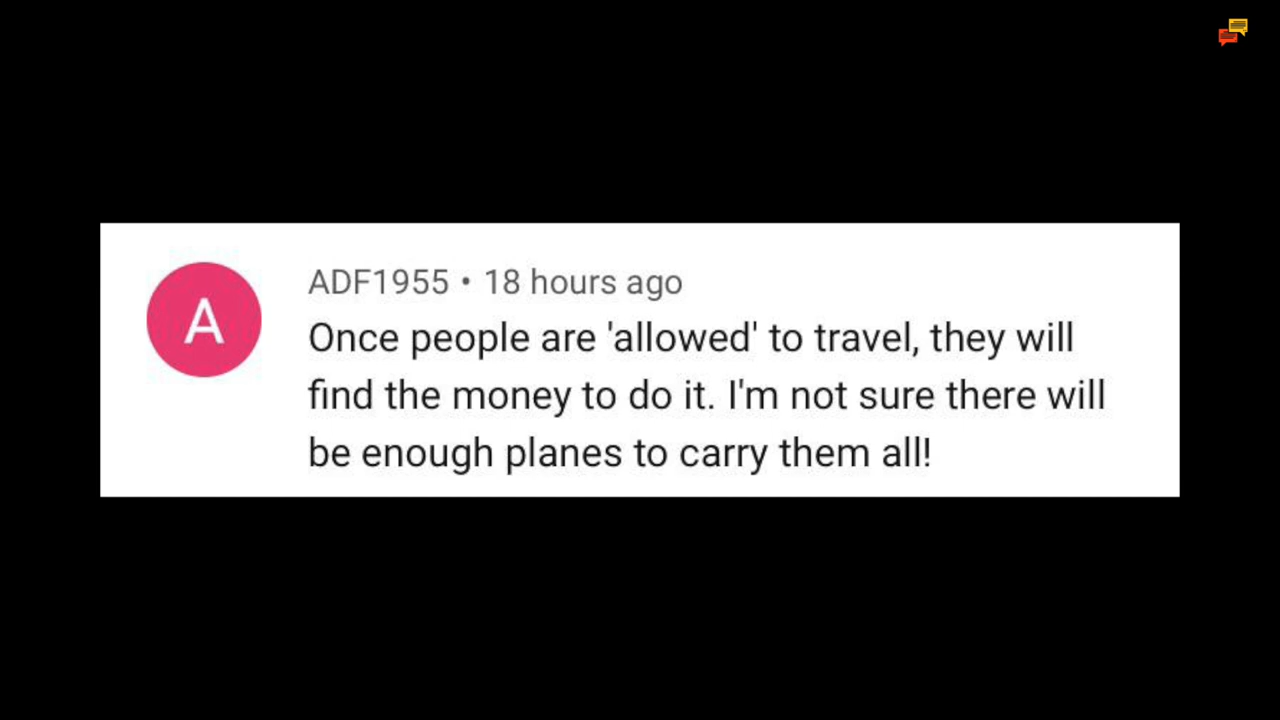 A
ADF1955 • 18 hours ago
Once people are 'allowed' to travel, they will
find the money to do it. I'm not sure there will
be enough planes to carry them all!